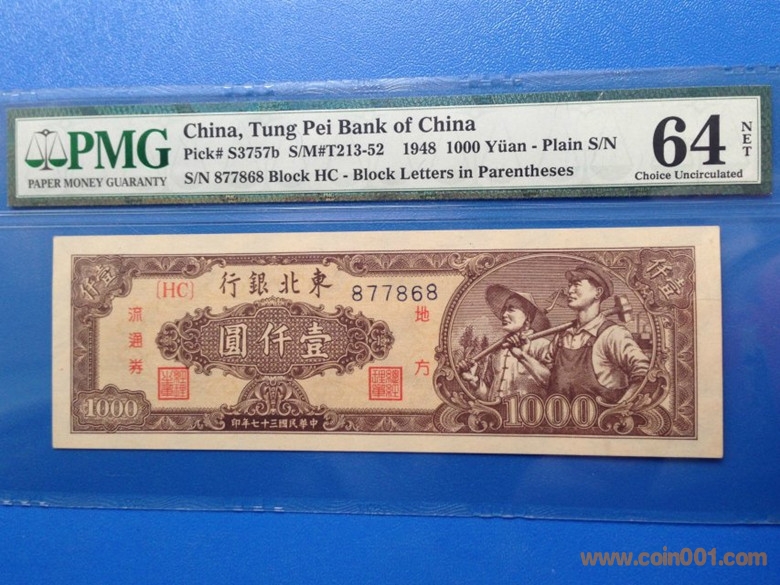 PMG
PAPER MONEY GUARANTY
China, Tung Pei Bank of China
Pick# S3757b S/M#T213-52 1948 1000 Yüan - Plain S/N
S/N 877868 Block HC - Block Letters in Parentheses
64 NET
Choice Uncirculated
仟壹
仟壹
行銀北東
(HC)
877868
流通券
地方
圓仟壹
1000
1000
印年七十三國民華中
www.coin001.com